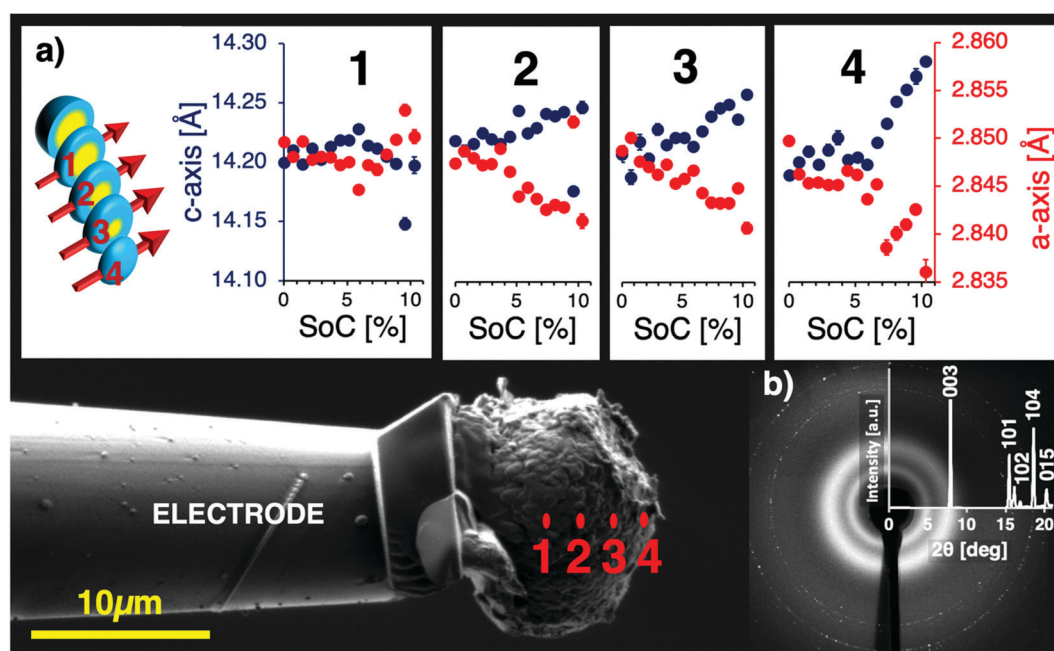 a)
1
2
3
4
c-axis [Å]
14.30
14.25
14.20
14.15
14.10
1
0 5 10
SoC [%]
2
0 5 10
SoC [%]
3
0 5 10
SoC [%]
4
0 5 10
SoC [%]
2.860
2.855
2.850
2.845
2.840
2.835
a-axis [Å]
ELECTRODE
1 2 3 4
10µm
b)
Intensity [a.u.]
003
101
102
104
015
0 5 10 15 20
2θ [deg]